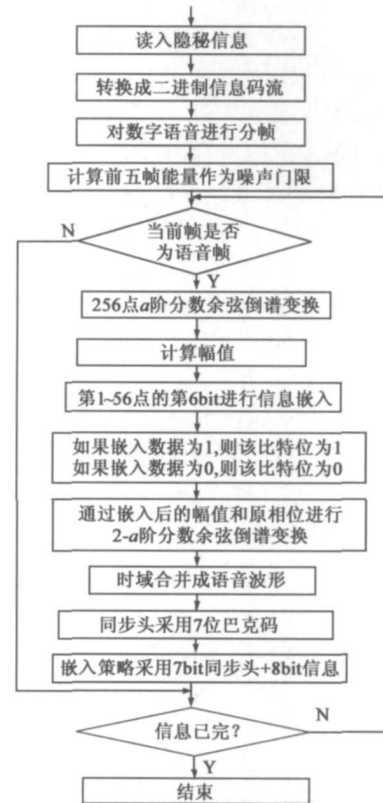 读入隐秘信息
转换成二进制信息码流
对数字语音进行分帧
计算前五帧能量作为噪声门限
N
当前帧是否
为语音帧
Y
256点a阶分数余弦倒谱变换
计算幅值
第1~56点的第6bit进行信息嵌入
如果嵌入数据为1,则该比特位为1
如果嵌入数据为0,则该比特位为0
通过嵌入后的幅值和原相位进行
2-a阶分数余弦倒谱变换
时域合并成语音波形
同步头采用7位巴克码
嵌入策略采用7bit同步头+8bit信息
信息已完?
N
Y
结束